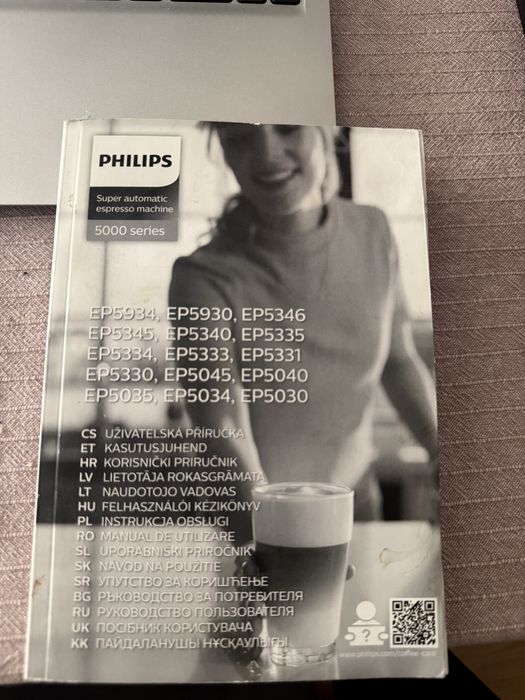 PHILIPS
Super automatic
espresso machine
5000 series
EP5934, EP5930, EP5346
EP5345, EP5340, EP5335
EP5334, EP5333, EP5331
EP5330, EP5045, EP5040
EP5035, EP5034, EP5030
CS UŽIVATELSKÁ PŘÍRUČKA
ET KASUTUSJUHEND
HR KORISNIČKI PRIRUČNIK
LV LIETOTĀJA ROKASGRĀMATA
LT NAUDOTOJO VADOVAS
HU FELHASZNÁLÓI KÉZIKÖNYV
PL INSTRUKCJA OBSŁUGI
RO MANUAL DE UTILIZARE
SL UPORABNIŠKI PRIROČNIK
SK NÁVOD NA POUŽITIE
SR УПУТСТВО ЗА КОРИШЋЕЊЕ
BG РЪКОВОДСТВО ЗА ПОТРЕБИТЕЛЯ
RU РУКОВОДСТВО ПОЛЬЗОВАТЕЛЯ
UK ПОСІБНИК КОРИСТУВАЧА
KK ПАЙДАЛАНУШЫ НҰСҚАУЛЫҒЫ
?
www.philips.com/coffee-care